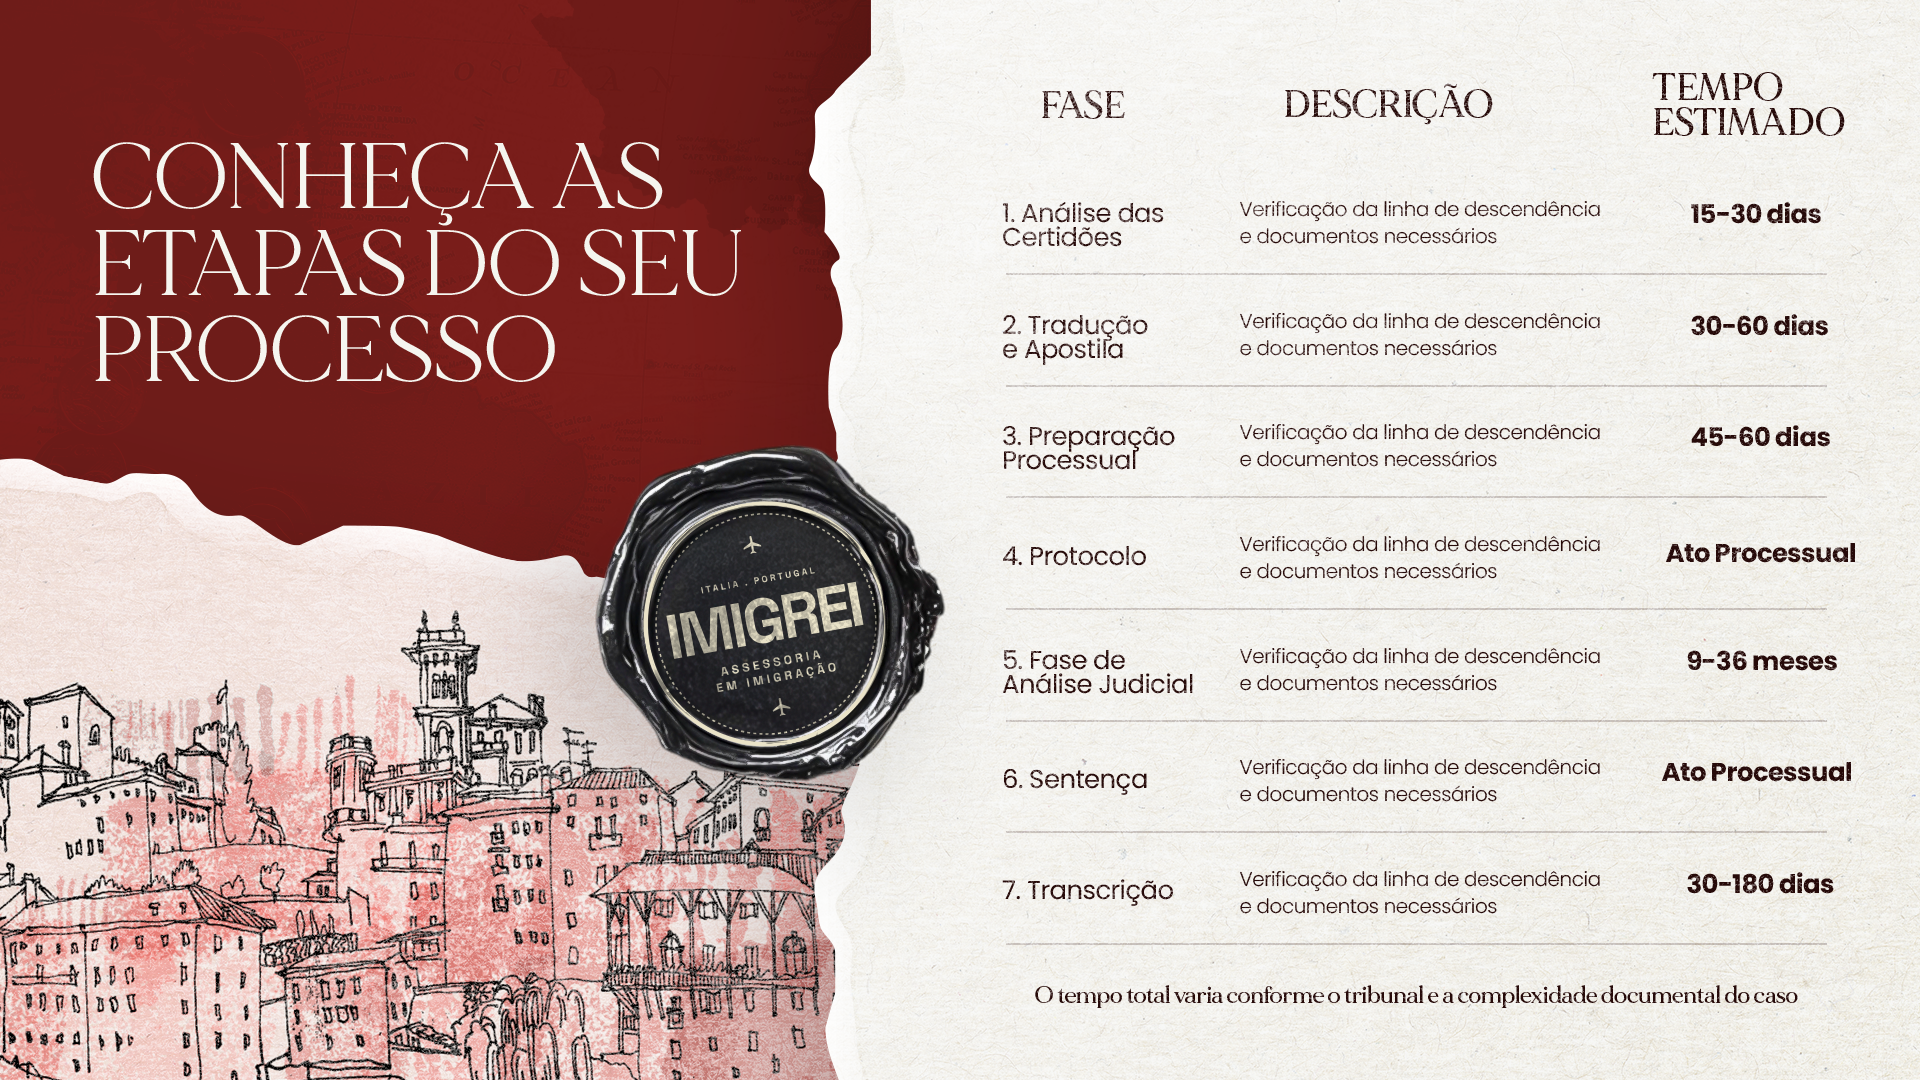 CONHEÇA AS
ETAPAS DO SEU
PROCESSO
ITALIA . PORTUGAL
IMIGREI
ASSESSORIA
EM IMIGRAÇÃO
FASE
DESCRIÇÃO
TEMPO
ESTIMADO
1. Análise das
Certidões
Verificação da linha de descendência
e documentos necessários
15-30 dias
2. Tradução
e Apostila
Verificação da linha de descendência
e documentos necessários
30-60 dias
3. Preparação
Processual
Verificação da linha de descendência
e documentos necessários
45-60 dias
4. Protocolo
Verificação da linha de descendência
e documentos necessários
Ato Processual
5. Fase de
Análise Judicial
Verificação da linha de descendência
e documentos necessários
9-36 meses
6. Sentença
Verificação da linha de descendência
e documentos necessários
Ato Processual
7. Transcrição
Verificação da linha de descendência
e documentos necessários
30-180 dias
O tempo total varia conforme o tribunal e a complexidade documental do caso